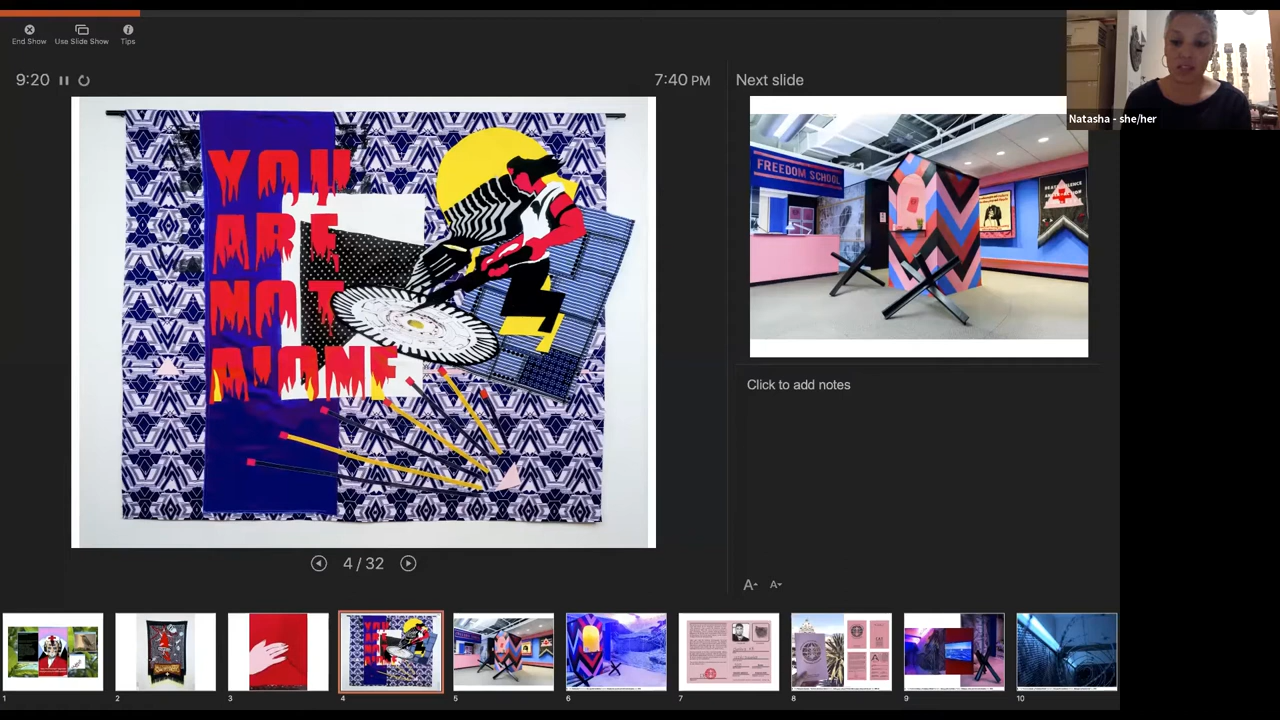 End Show
Use Slide Show
Tips
9:20
7:40 PM
Next slide
Natasha - she/her
YOU
ARE
NOT
ALONE
FREEDOM SCHOOL
Click to add notes
4 / 32
A
A
1
2
3
4
5
6
7
8
9
10